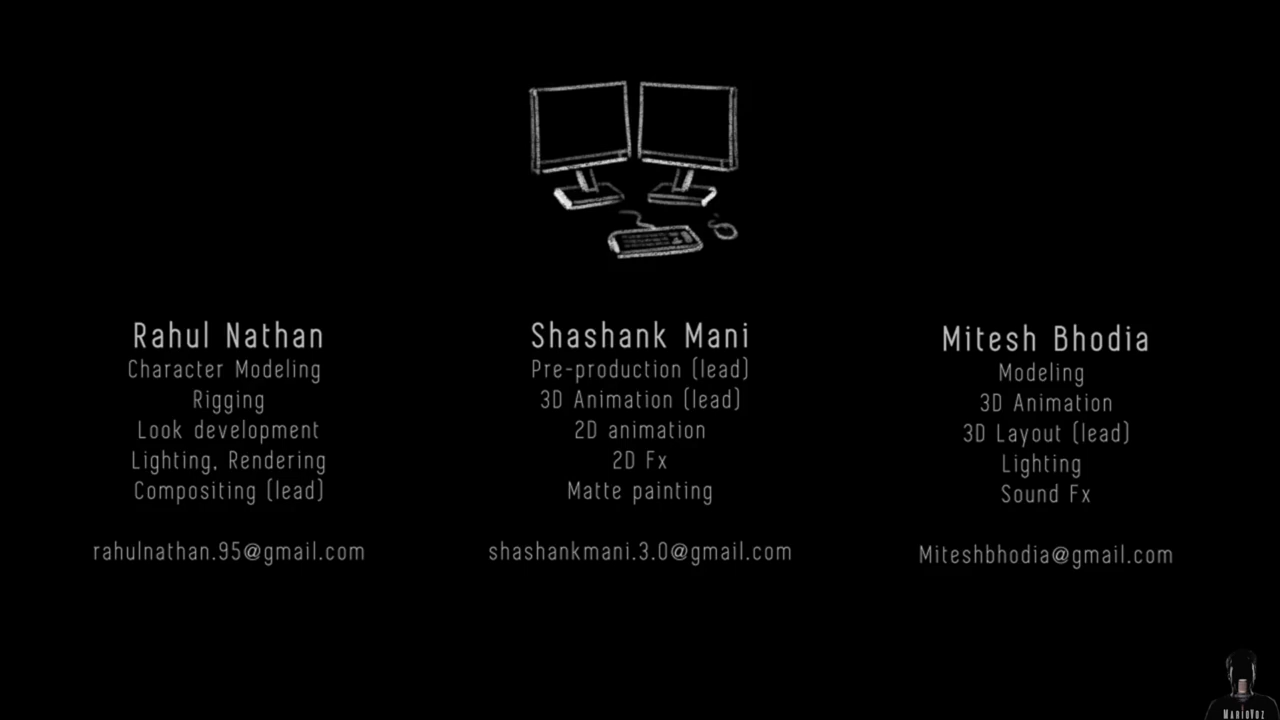 Rahul Nathan
Character Modeling
Rigging
Look development
Lighting, Rendering
Compositing (lead)
rahulnathan.95@gmail.com
Shashank Mani
Pre-production (lead)
3D Animation (lead)
2D animation
2D Fx
Matte painting
shashankmani.3.0@gmail.com
Mitesh Bhodia
Modeling
3D Animation
3D Layout (lead)
Lighting
Sound Fx
Miteshbhodia@gmail.com
MarioVoz